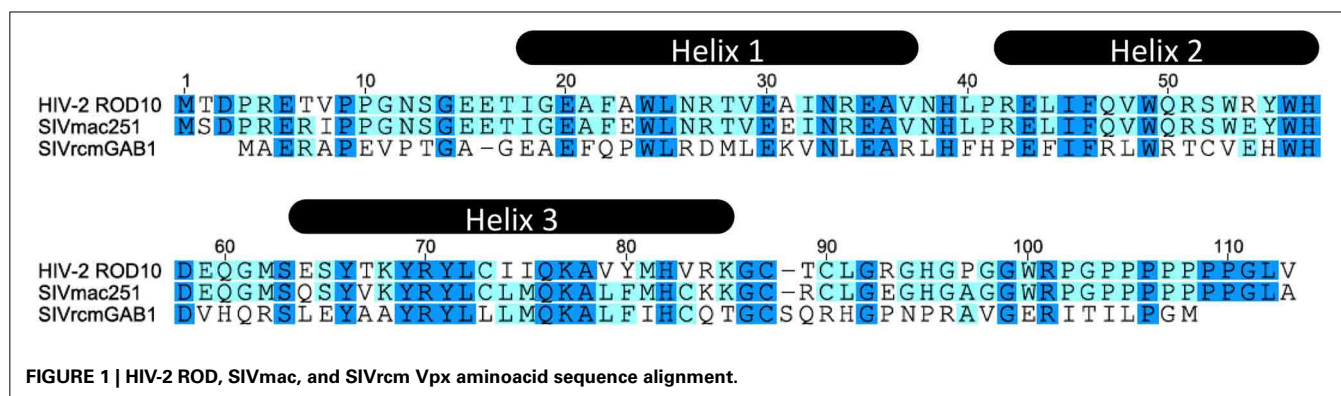 Helix 1 Helix 2
1 10 20 30 40 50
HIV-2 ROD10 MTDPRETVPPGNSGEETIGEAFAWLNRTVEAINREAVNHLPRELIFQVWQRSWRYWH
SIVmac251 MSDPRERIPPGNSGEETIGEAFEWLNRTVEEINREAVNHLPRELIFQVWQRSWEYWH
SIVrcmGAB1 MAERAPEVPTGA-GEAEFQPWLRDMLEKVNLEARLHFHPEFIFRLWRTCVEHWH
Helix 3
60 70 80 90 100 110
HIV-2 ROD10 DEQGMSESYTKYRYLCIIQKAVYMHVRKGC-TCLGRGHGPGGWRPGPPPPPPPGLV
SIVmac251 DEQGMSQSYVKYRYLCLMQKALFMHCKKGC-RCLGEGHGAGGWRPGPPPPPPPGLA
SIVrcmGAB1 DVHQRSLEYAAYRYLLLMQKALFIHCQTGCSQRHGPNPRAVGERITILPGM
FIGURE 1 | HIV-2 ROD, SIVmac, and SIVrcm Vpx aminoacid sequence alignment.